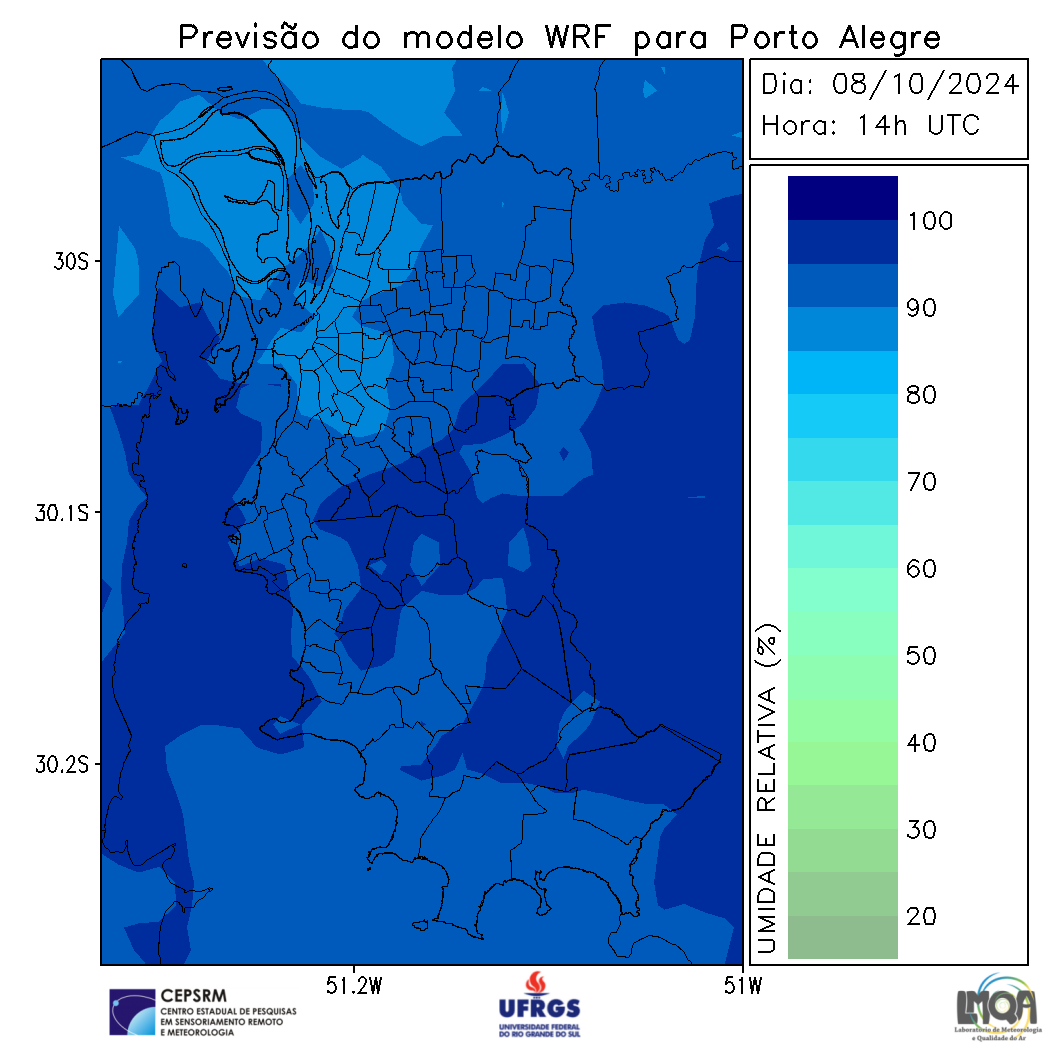 Previsão do modelo WRF para Porto Alegre
Dia: 08/10/2024
Hora: 14h UTC
30S
30.1S
30.2S
51.2W
51W
100
90
80
70
60
50
40
30
20
UMIDADE RELATIVA (%)
CEPSRM
CENTRO ESTADUAL DE PESQUISAS
EM SENSORIAMENTO REMOTO
E METEOROLOGIA
UFRGS
UNIVERSIDADE FEDERAL
DO RIO GRANDE DO SUL
LMQA
Laboratório de Meteorologia
e Qualidade do Ar